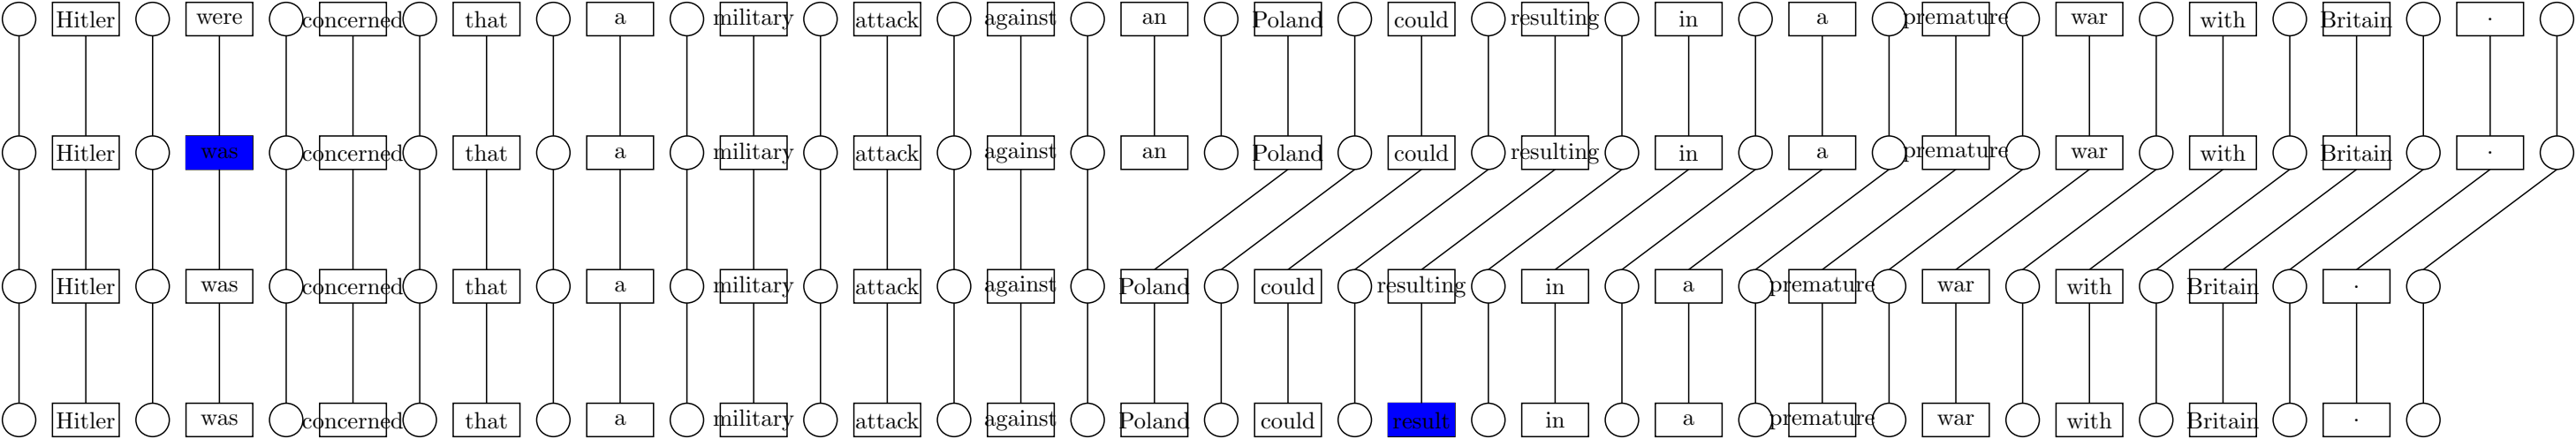 Hitler were concerned that a military attack against an Poland could resulting in a premature war with Britain .
Hitler was concerned that a military attack against an Poland could resulting in a premature war with Britain .
Hitler was concerned that a military attack against Poland could resulting in a premature war with Britain .
Hitler was concerned that a military attack against Poland could result in a premature war with Britain .